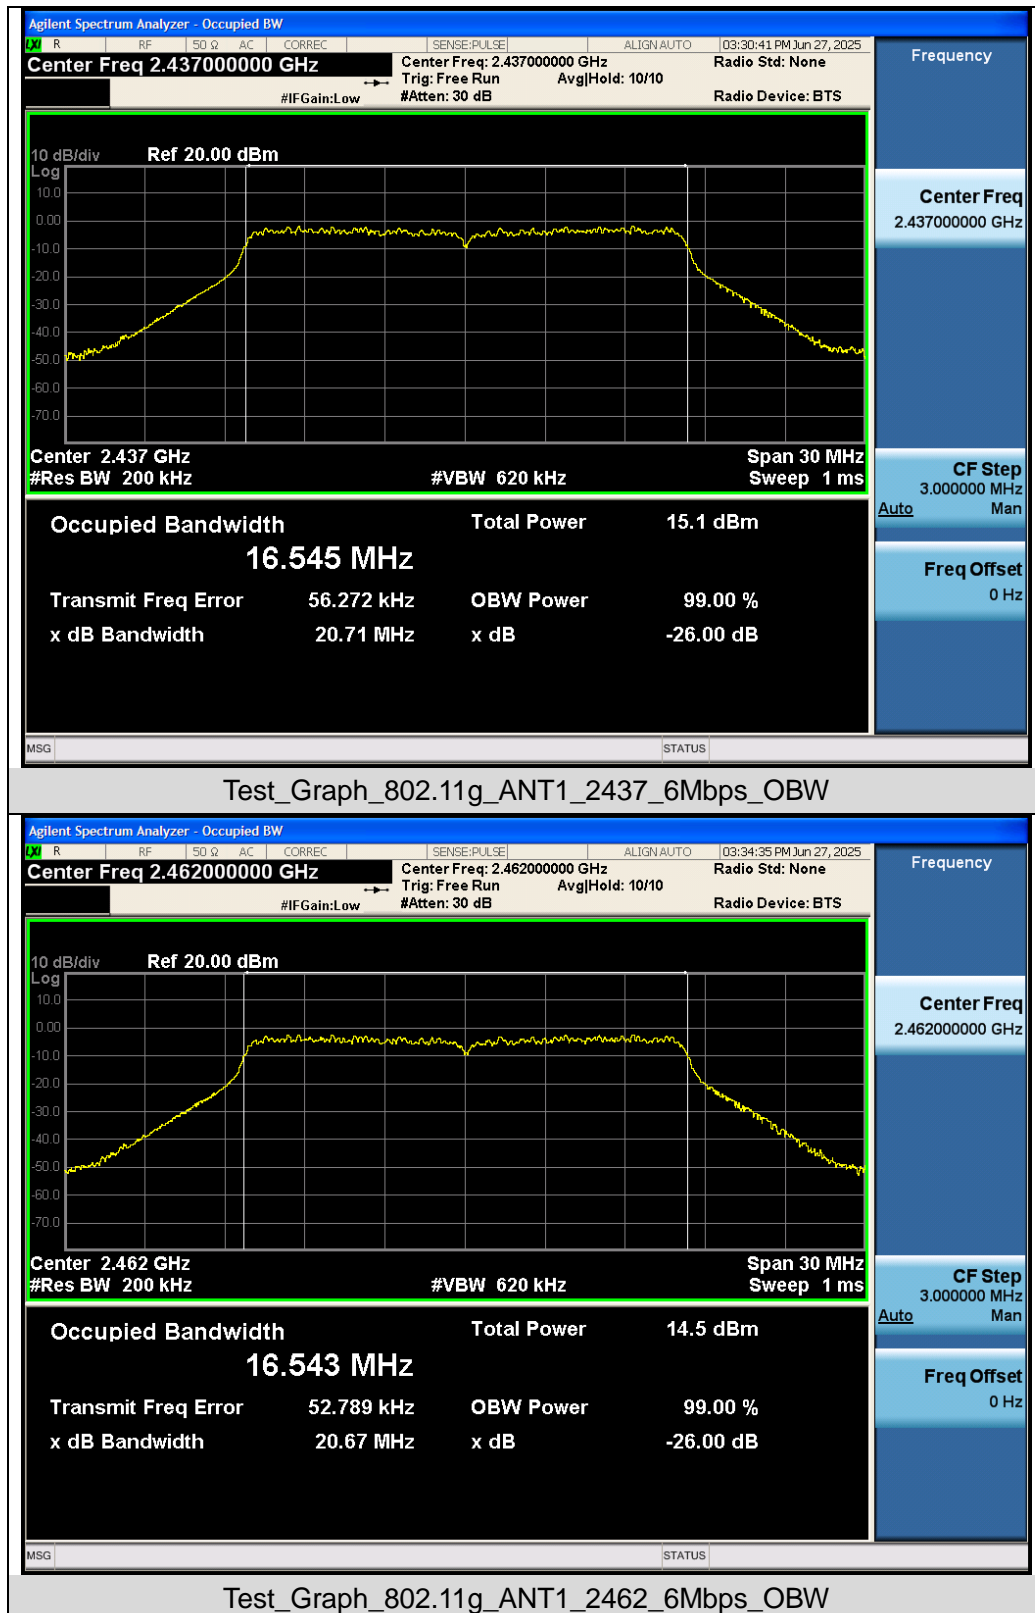 Agilent Spectrum Analyzer - Occupied BW
LXI R RF 50 Ω AC CORREC SENSE:PULSE ALIGN AUTO 03:30:41 PM Jun 27, 2025
Center Freq 2.437000000 GHz
Center Freq: 2.437000000 GHz
Radio Std: None
Trig: Free Run Avg|Hold: 10/10
#IFGain:Low #Atten: 30 dB Radio Device: BTS
Frequency
10 dB/div Ref 20.00 dBm
Log
10.0
0.00
-10.0
-20.0
-30.0
-40.0
-50.0
-60.0
-70.0
Center 2.437 GHz Span 30 MHz
#Res BW 200 kHz #VBW 620 kHz Sweep 1 ms
Center Freq
2.437000000 GHz
CF Step
3.000000 MHz
Auto Man
Freq Offset
0 Hz
Occupied Bandwidth Total Power 15.1 dBm
16.545 MHz
Transmit Freq Error 56.272 kHz OBW Power 99.00 %
x dB Bandwidth 20.71 MHz x dB -26.00 dB
MSG STATUS
Test_Graph_802.11g_ANT1_2437_6Mbps_OBW
Agilent Spectrum Analyzer - Occupied BW
LXI R RF 50 Ω AC CORREC SENSE:PULSE ALIGN AUTO 03:34:35 PM Jun 27, 2025
Center Freq 2.462000000 GHz
Center Freq: 2.462000000 GHz
Radio Std: None
Trig: Free Run Avg|Hold: 10/10
#IFGain:Low #Atten: 30 dB Radio Device: BTS
Frequency
10 dB/div Ref 20.00 dBm
Log
10.0
0.00
-10.0
-20.0
-30.0
-40.0
-50.0
-60.0
-70.0
Center 2.462 GHz Span 30 MHz
#Res BW 200 kHz #VBW 620 kHz Sweep 1 ms
Center Freq
2.462000000 GHz
CF Step
3.000000 MHz
Auto Man
Freq Offset
0 Hz
Occupied Bandwidth Total Power 14.5 dBm
16.543 MHz
Transmit Freq Error 52.789 kHz OBW Power 99.00 %
x dB Bandwidth 20.67 MHz x dB -26.00 dB
MSG STATUS
Test_Graph_802.11g_ANT1_2462_6Mbps_OBW